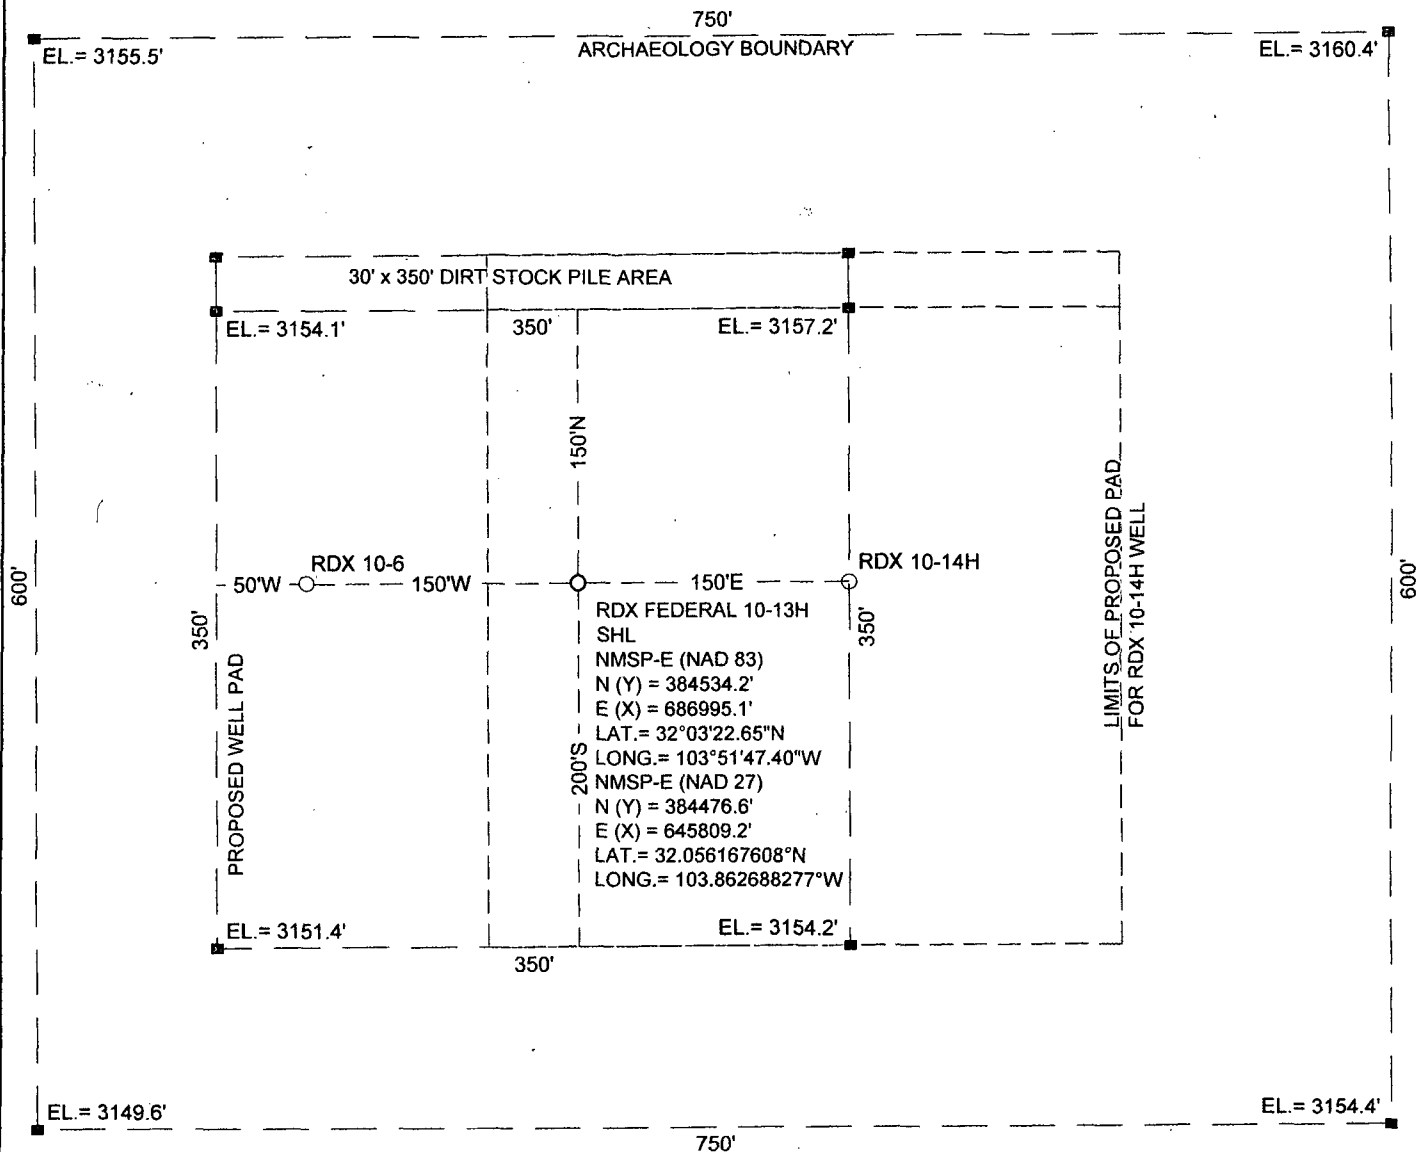 750'
ARCHAEOLOGY BOUNDARY
EL.= 3155.5'
EL.= 3160.4'
30' x 350' DIRT STOCK PILE AREA
EL.= 3154.1'
350'
EL.= 3157.2'
150'N
RDX 10-6
RDX 10-14H
50'W
150'W
150'E
600'
600'
350'
350'
PROPOSED WELL PAD
LIMITS OF PROPOSED PAD
FOR RDX 10-14H WELL
RDX FEDERAL 10-13H
SHL
NMSP-E (NAD 83)
N (Y) = 384534.2'
E (X) = 686995.1'
LAT.= 32°03'22.65"N
LONG.= 103°51'47.40"W
NMSP-E (NAD 27)
N (Y) = 384476.6'
E (X) = 645809.2'
LAT.= 32.056167608°N
LONG.= 103.862688277°W
200'S
EL.= 3151.4'
EL.= 3154.2'
350'
EL.= 3149.6'
EL.= 3154.4'
750'